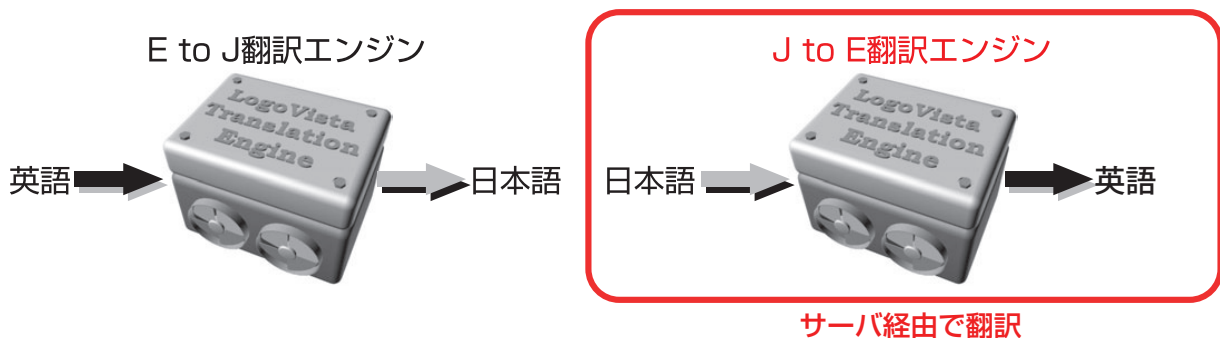 E to J翻訳エンジン
LogoVista
Translation
Engine
英語
日本語
J to E翻訳エンジン
LogoVista
Translation
Engine
日本語
英語
サーバ経由で翻訳